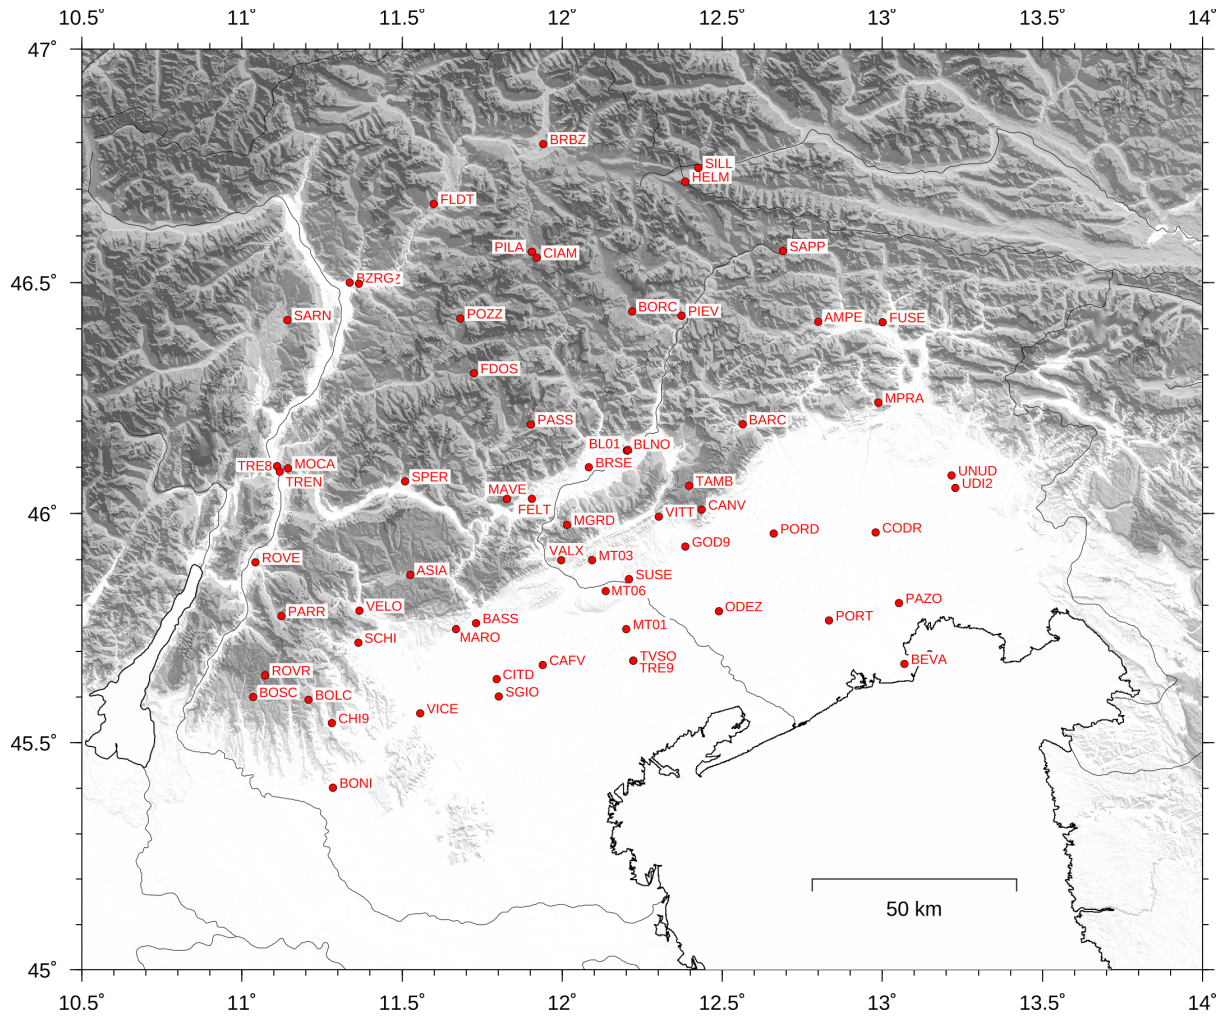 10.5° 11° 11.5° 12° 12.5° 13° 13.5° 14°
47°
BRBZ
SILL
HELM
FLDT
PILA CIAM
SAPP
46.5°
BZRG
BORC
PIEV
SARN
POZZ
AMPE
FUSE
FDOS
MPRA
PASS
BARC
BL01 BLNO
BRSE
TRE8 MOCA
TREN
SPER
UNUD
UDI2
TAMB
MAVE
FELT
CANV
46°
VITT
MGRD
PORD
CODR
GOD9
VALX MT03
ROVE
ASIA
SUSE
MT06
PAZO
VELO
PARR
ODEZ
PORT
BASS
MARO
MT01
SCHI
TVSO
TRE9
CAFV
BEVA
ROVR
CITD
BOSC
BOLC
SGIO
VICE
CHI9
45.5°
BONI
50 km
45°
10.5° 11° 11.5° 12° 12.5° 13° 13.5° 14°